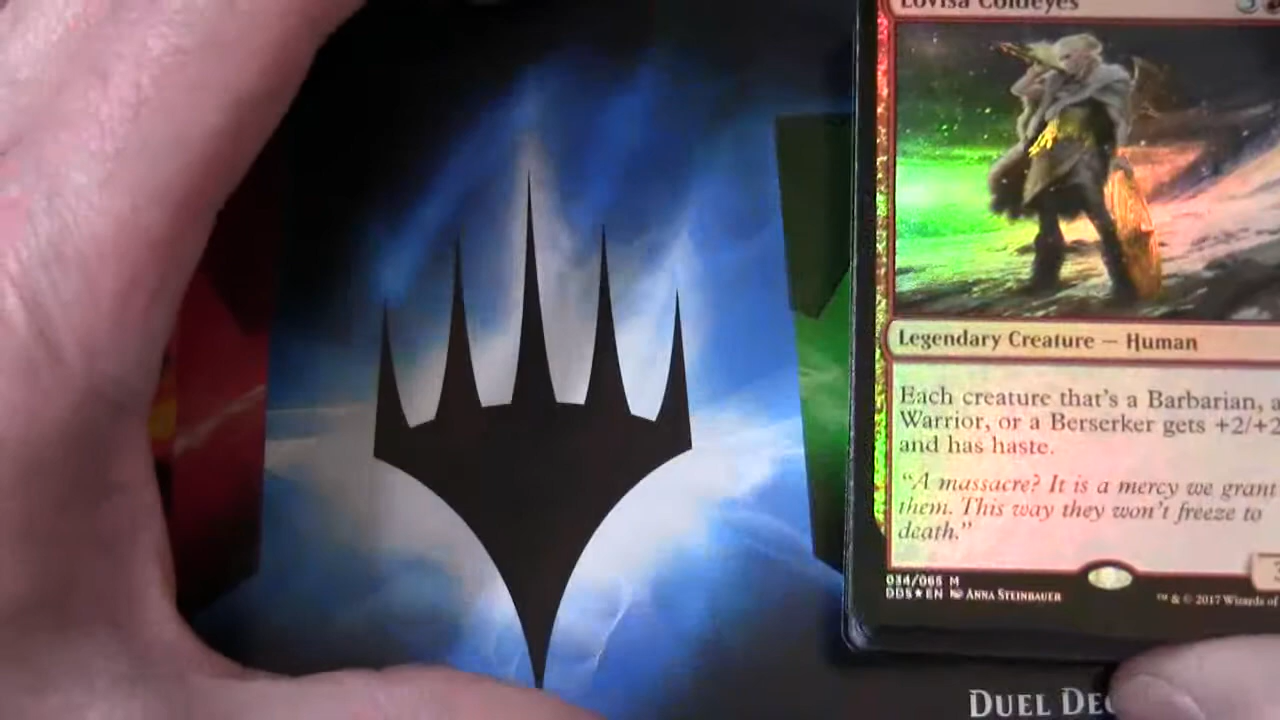 Lovisa Coldeyes
Legendary Creature — Human
Each creature that's a Barbarian, a
Warrior, or a Berserker gets +2/+2
and has haste.
"A massacre? It is a mercy we grant
them. This way they won't freeze to
death."
034/065 M
DDS★EN Anna Steinbauer
™ & © 2017 Wizards of
Duel Dec